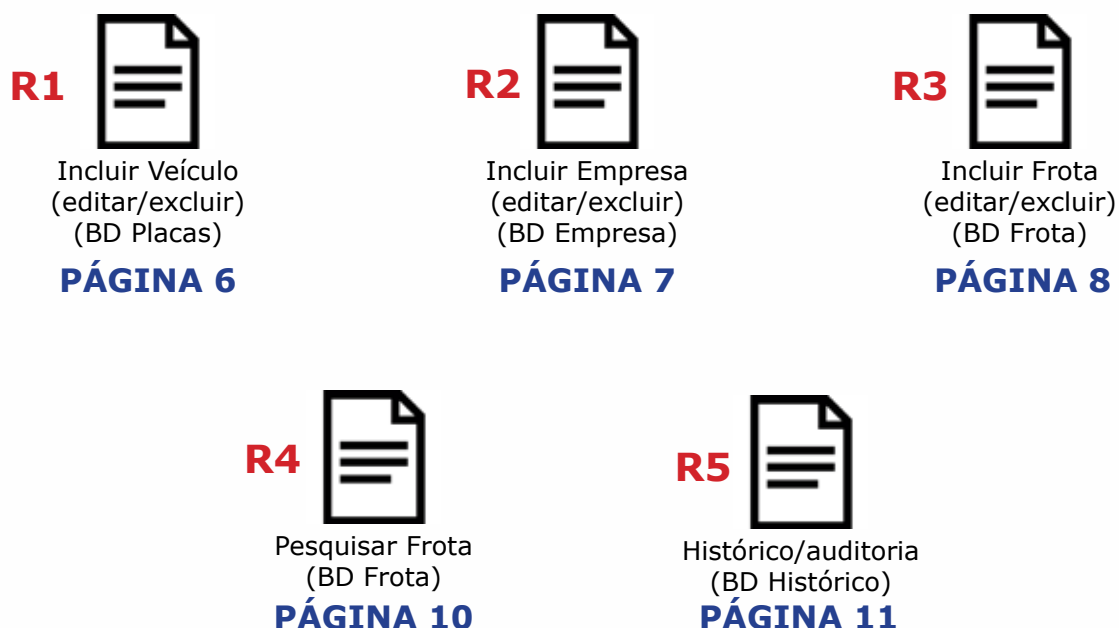 R1
Incluir Veículo
(editar/excluir)
(BD Placas)
PÁGINA 6
R2
Incluir Empresa
(editar/excluir)
(BD Empresa)
PÁGINA 7
R3
Incluir Frota
(editar/excluir)
(BD Frota)
PÁGINA 8
R4
Pesquisar Frota
(BD Frota)
PÁGINA 10
R5
Histórico/auditoria
(BD Histórico)
PÁGINA 11